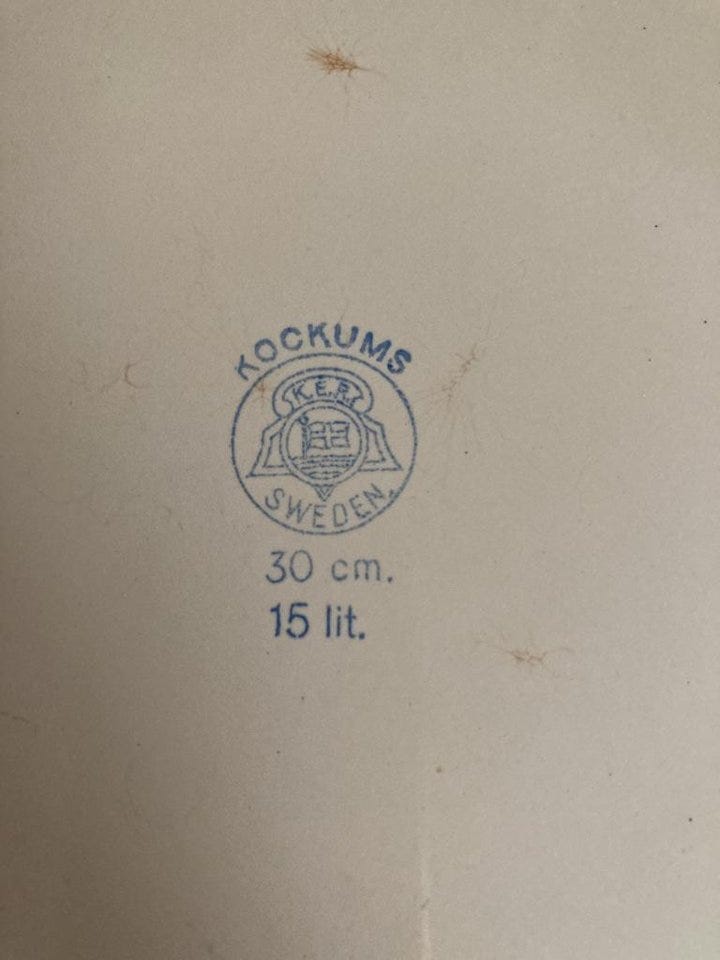 KOCKUMS
K.E.R.
SWEDEN.
30 cm.
15 lit.